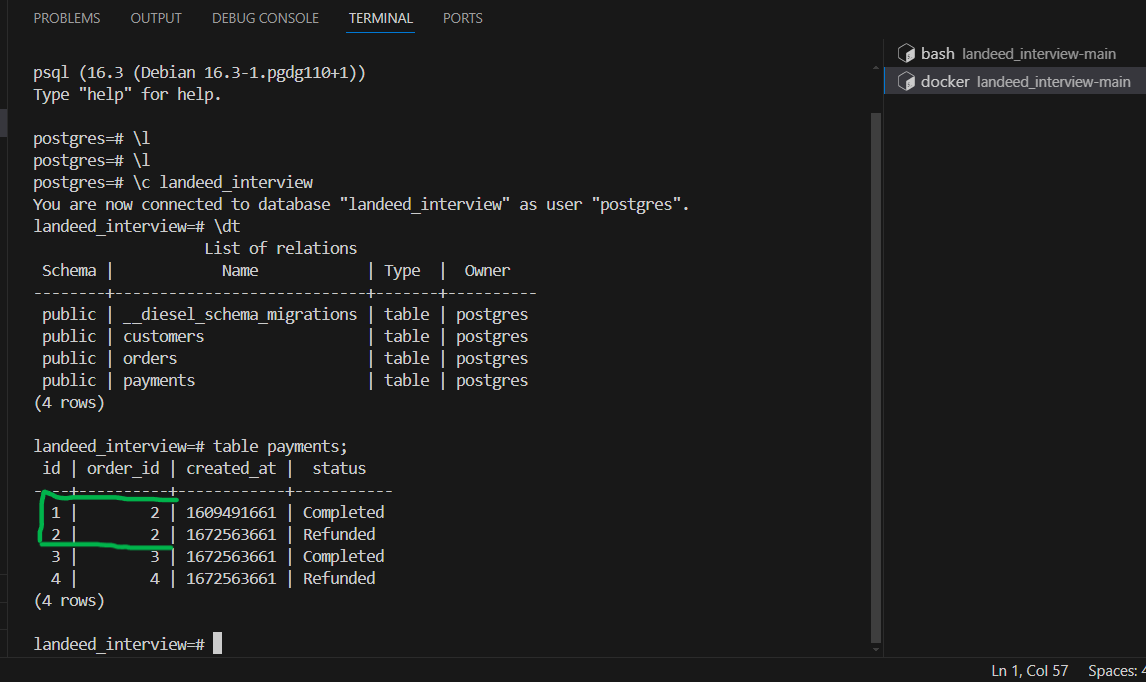 PROBLEMS OUTPUT DEBUG CONSOLE TERMINAL PORTS
bash landeed_interview-main
docker landeed_interview-main
psql (16.3 (Debian 16.3-1.pgdg110+1))
Type "help" for help.
postgres=# \l
postgres=# \l
postgres=# \c landeed_interview
You are now connected to database "landeed_interview" as user "postgres".
landeed_interview=# \dt
List of relations
Schema | Name | Type | Owner
--------+----------------------------+-------+----------
public | __diesel_schema_migrations | table | postgres
public | customers | table | postgres
public | orders | table | postgres
public | payments | table | postgres
(4 rows)
landeed_interview=# table payments;
id | order_id | created_at | status
----+----------+------------+-----------
1 | 2 | 1609491661 | Completed
2 | 2 | 1672563661 | Refunded
3 | 3 | 1672563661 | Completed
4 | 4 | 1672563661 | Refunded
(4 rows)
landeed_interview=#
Ln 1, Col 57 Spaces: 4